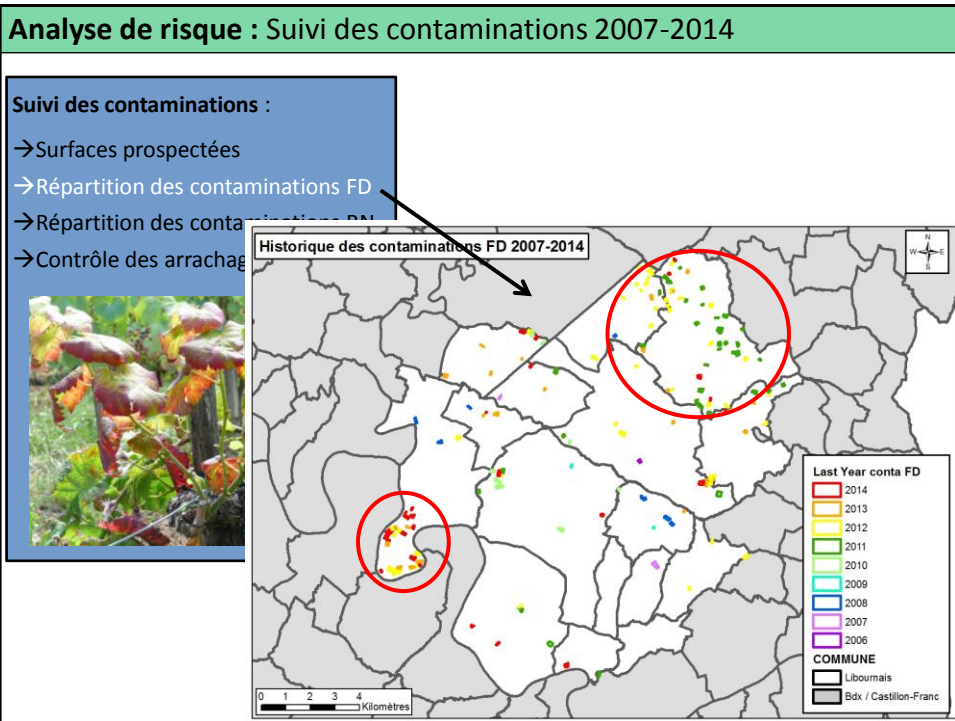 Analyse de risque : Suivi des contaminations 2007-2014
Suivi des contaminations :
→Surfaces prospectées
→Répartition des contaminations FD
→Répartition des contaminations BN
→Contrôle des arrachag
Historique des contaminations FD 2007-2014
N
W E
S
Last Year conta FD
2014
2013
2012
2011
2010
2009
2008
2007
2006
COMMUNE
Libournais
Bdx / Castillon-Franc
0 1 2 3 4
Kilomètres